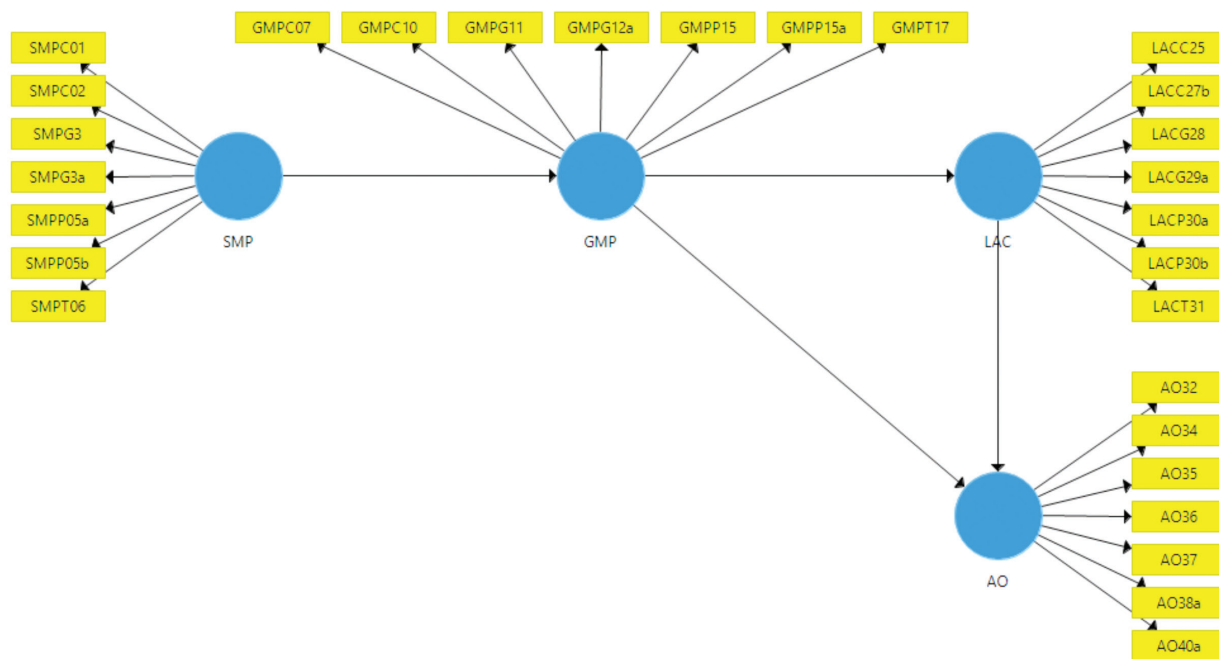 GMPC07
GMPC10
GMPG11
GMPG12a
GMPP15
GMPP15a
GMPT17
SMPC01
SMPC02
SMPG3
SMPG3a
SMPP05a
SMPP05b
SMPT06
SMP
GMP
LAC
LACC25
LACC27b
LACG28
LACG29a
LACP30a
LACP30b
LACT31
AO32
AO34
AO35
AO36
AO37
AO38a
AO40a
AO